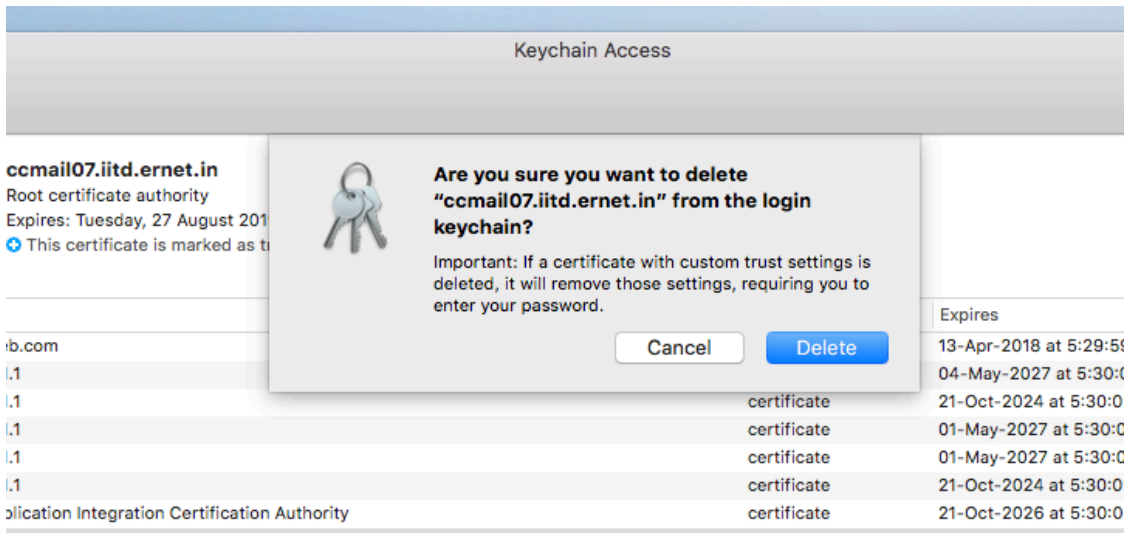 Keychain Access
ccmail07.iitd.ernet.in
Root certificate authority
Expires: Tuesday, 27 August 201
This certificate is marked as
Are you sure you want to delete
“ccmail07.iitd.ernet.in” from the login
keychain?
Important: If a certificate with custom trust settings is
deleted, it will remove those settings, requiring you to
enter your password.
Cancel Delete
Expires
eb.com 13-Apr-2018 at 5:29:59
.1 04-May-2027 at 5:30:0
.1 certificate 21-Oct-2024 at 5:30:0
.1 certificate 01-May-2027 at 5:30:0
.1 certificate 01-May-2027 at 5:30:0
.1 certificate 21-Oct-2024 at 5:30:0
plication Integration Certification Authority certificate 21-Oct-2026 at 5:30:0